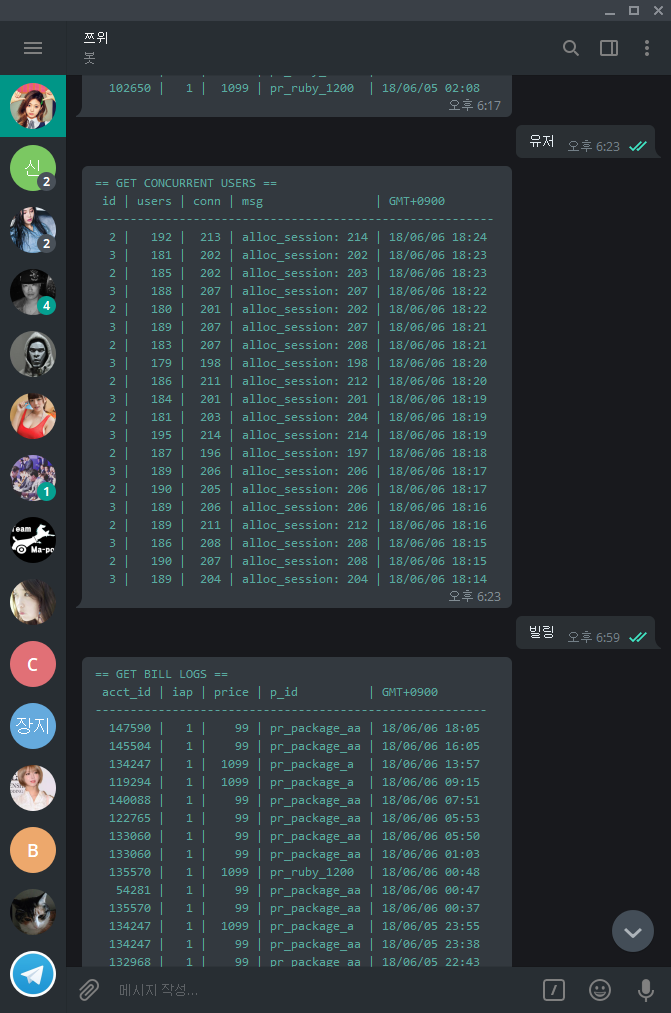 쯔위
봇
102650 | 1 | 1099 | pr_ruby_1200 | 18/06/05 02:08
오후 6:17
유저 오후 6:23
== GET CONCURRENT USERS ==
id | users | conn | msg | GMT+0900
---------------------------------------------------------
2 | 192 | 213 | alloc_session: 214 | 18/06/06 18:24
3 | 181 | 202 | alloc_session: 202 | 18/06/06 18:23
2 | 185 | 202 | alloc_session: 203 | 18/06/06 18:23
3 | 188 | 207 | alloc_session: 207 | 18/06/06 18:22
2 | 180 | 201 | alloc_session: 202 | 18/06/06 18:22
3 | 189 | 207 | alloc_session: 207 | 18/06/06 18:21
2 | 183 | 207 | alloc_session: 208 | 18/06/06 18:21
3 | 179 | 198 | alloc_session: 198 | 18/06/06 18:20
2 | 186 | 211 | alloc_session: 212 | 18/06/06 18:20
3 | 184 | 201 | alloc_session: 201 | 18/06/06 18:19
2 | 181 | 203 | alloc_session: 204 | 18/06/06 18:19
3 | 195 | 214 | alloc_session: 214 | 18/06/06 18:19
2 | 187 | 196 | alloc_session: 197 | 18/06/06 18:18
3 | 189 | 206 | alloc_session: 206 | 18/06/06 18:17
2 | 190 | 205 | alloc_session: 206 | 18/06/06 18:17
3 | 189 | 206 | alloc_session: 206 | 18/06/06 18:16
2 | 189 | 211 | alloc_session: 212 | 18/06/06 18:16
3 | 186 | 208 | alloc_session: 208 | 18/06/06 18:15
2 | 190 | 207 | alloc_session: 208 | 18/06/06 18:15
3 | 189 | 204 | alloc_session: 204 | 18/06/06 18:14
오후 6:23
빌링 오후 6:59
== GET BILL LOGS ==
acct_id | iap | price | p_id | GMT+0900
--------------------------------------------------------
147590 | 1 | 99 | pr_package_aa | 18/06/06 18:05
145504 | 1 | 99 | pr_package_aa | 18/06/06 16:05
134247 | 1 | 1099 | pr_package_a | 18/06/06 13:57
119294 | 1 | 1099 | pr_package_a | 18/06/06 09:15
140088 | 1 | 99 | pr_package_aa | 18/06/06 07:51
122765 | 1 | 99 | pr_package_aa | 18/06/06 05:53
133060 | 1 | 99 | pr_package_aa | 18/06/06 05:50
133060 | 1 | 99 | pr_package_aa | 18/06/06 01:03
135570 | 1 | 1099 | pr_ruby_1200 | 18/06/06 00:48
54281 | 1 | 99 | pr_package_aa | 18/06/06 00:47
135570 | 1 | 99 | pr_package_aa | 18/06/06 00:37
134247 | 1 | 1099 | pr_package_a | 18/06/05 23:55
134247 | 1 | 99 | pr_package_aa | 18/06/05 23:38
132968 | 1 | 99 | pr_package_aa | 18/06/05 22:43
메시지 작성...
신
2
2
4
1
eam
Ma-po
C
장지
B